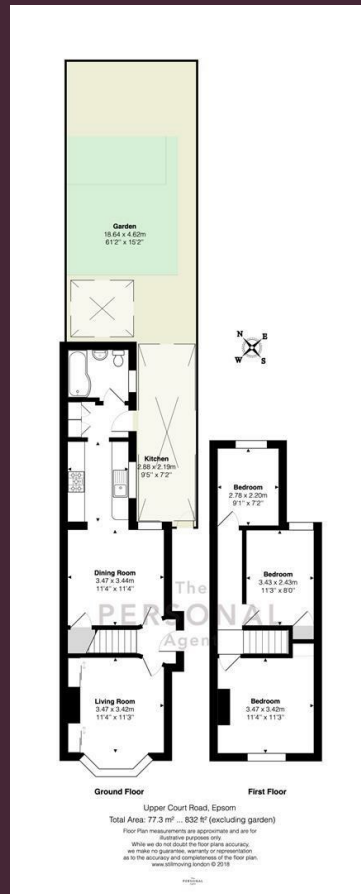 Garden
18.64 x 4.62m
61'2" x 15'2"
N
E
W
S
Kitchen
2.88 x 2.19m
9'5" x 7'2"
Bedroom
2.78 x 2.20m
9'1" x 7'2"
Dining Room
3.47 x 3.44m
11'4" x 11'4"
Bedroom
3.43 x 2.43m
11'3" x 8'0"
The
PERSONAL
Agent
Living Room
3.47 x 3.42m
11'4" x 11'3"
Bedroom
3.47 x 3.42m
11'4" x 11'3"
Ground Floor
First Floor
Upper Court Road, Epsom
Total Area: 77.3 m² ... 832 ft² (excluding garden)
Floor Plan measurements are approximate and are for
illustrative purposes only.
While we do not doubt the floor plans accuracy,
we make no guarantee, warranty or representation
as to the accuracy and completeness of the floor plan.
www.stillmoving.london © 2018
PERSONAL